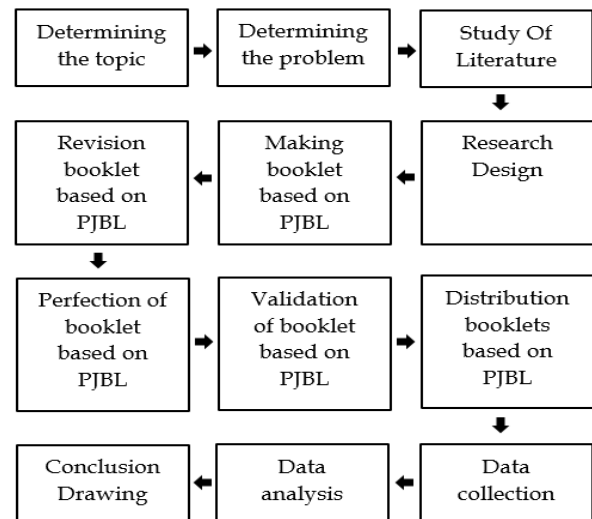 Determining
the topic
Determining
the problem
Study Of
Literature
Research
Design
Making
booklet
based on
PJBL
Revision
booklet
based on
PJBL
Perfection of
booklet
based on
PJBL
Validation
of booklet
based on
PJBL
Distribution
booklets
based on
PJBL
Data
collection
Data
analysis
Conclusion
Drawing